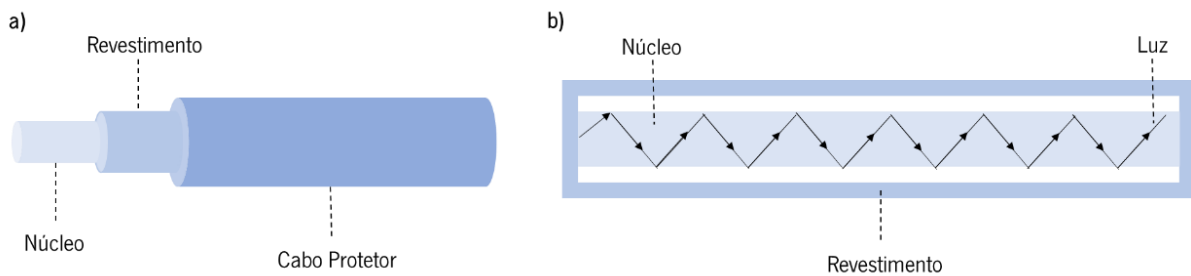 a)
Revestimento
Núcleo
Cabo Protetor
b)
Núcleo
Luz
Revestimento